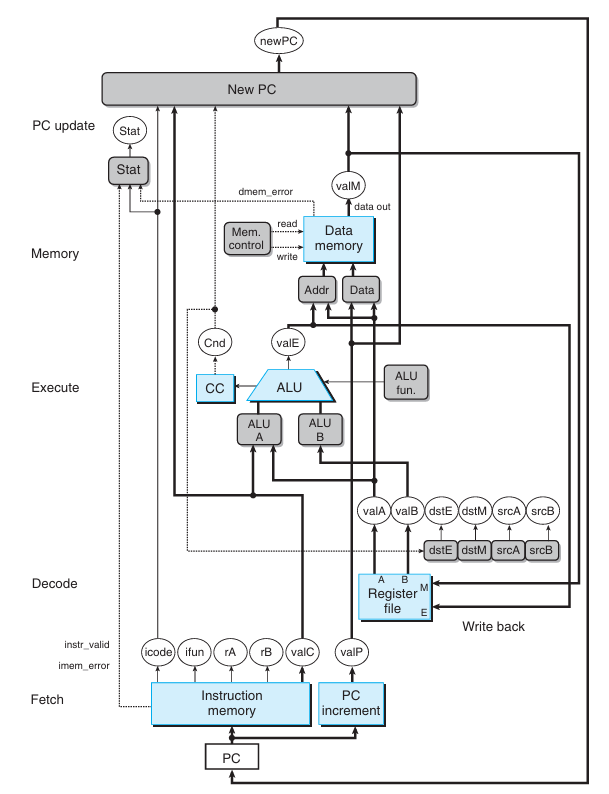 newPC
New PC
PC update
Stat
Stat
valM
dmem_error
data out
Mem.
control
read
write
Data
memory
Memory
Addr
Data
Cnd
valE
CC
ALU
ALU
fun.
Execute
ALU
A
ALU
B
valA
valB
dstE
dstM
srcA
srcB
dstE
dstM
srcA
srcB
Decode
A
B
M
Register
file
E
Write back
instr_valid
imem_error
icode
ifun
rA
rB
valC
valP
Fetch
Instruction
memory
PC
increment
PC